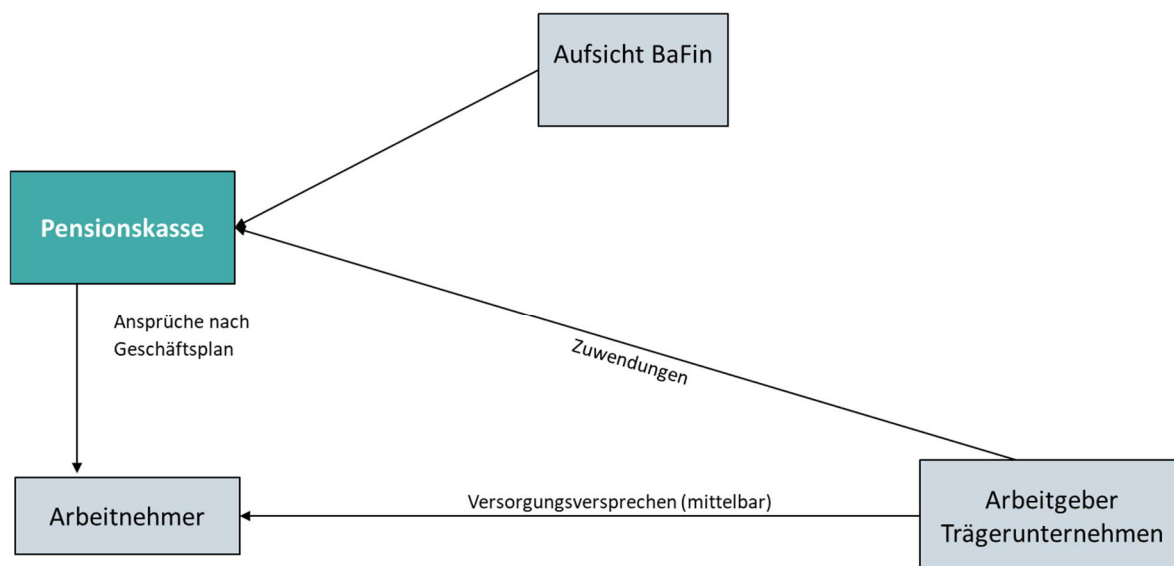 Aufsicht BaFin
Pensionskasse
Ansprüche nach
Geschäftsplan
Zuwendungen
Arbeitnehmer
Versorgungsversprechen (mittelbar)
Arbeitgeber
Trägerunternehmen